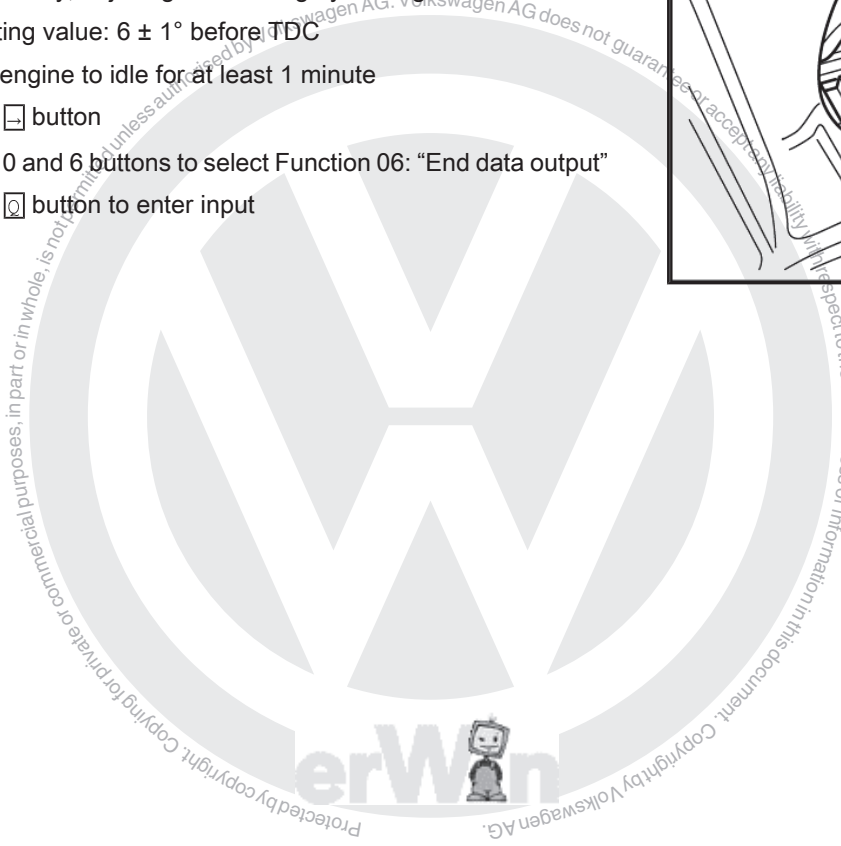 ting value: 6 ± 1° before TDC
engine to idle for at least 1 minute
→ button
0 and 6 buttons to select Function 06: “End data output”
Q button to enter input
Protected by copyright. Copying for private or commercial purposes, in part or in whole, is not permitted unless authorised by Volkswagen AG. Volkswagen AG does not guarantee or accept any liability with respect to
of information in this document. Copyright by Volkswagen AG.
erWin